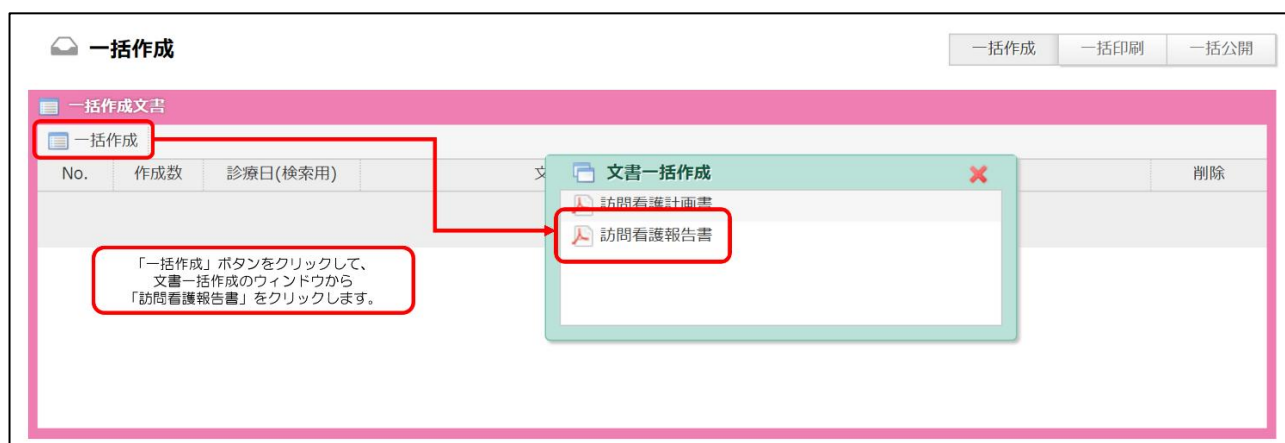 一括作成
一括作成 一括印刷 一括公開
一括作成文書
一括作成
No. 作成数 診療日(検索用) 削除
文書一括作成
訪問看護計画書
訪問看護報告書
「一括作成」ボタンをクリックして、
文書一括作成のウィンドウから
「訪問看護報告書」をクリックします。